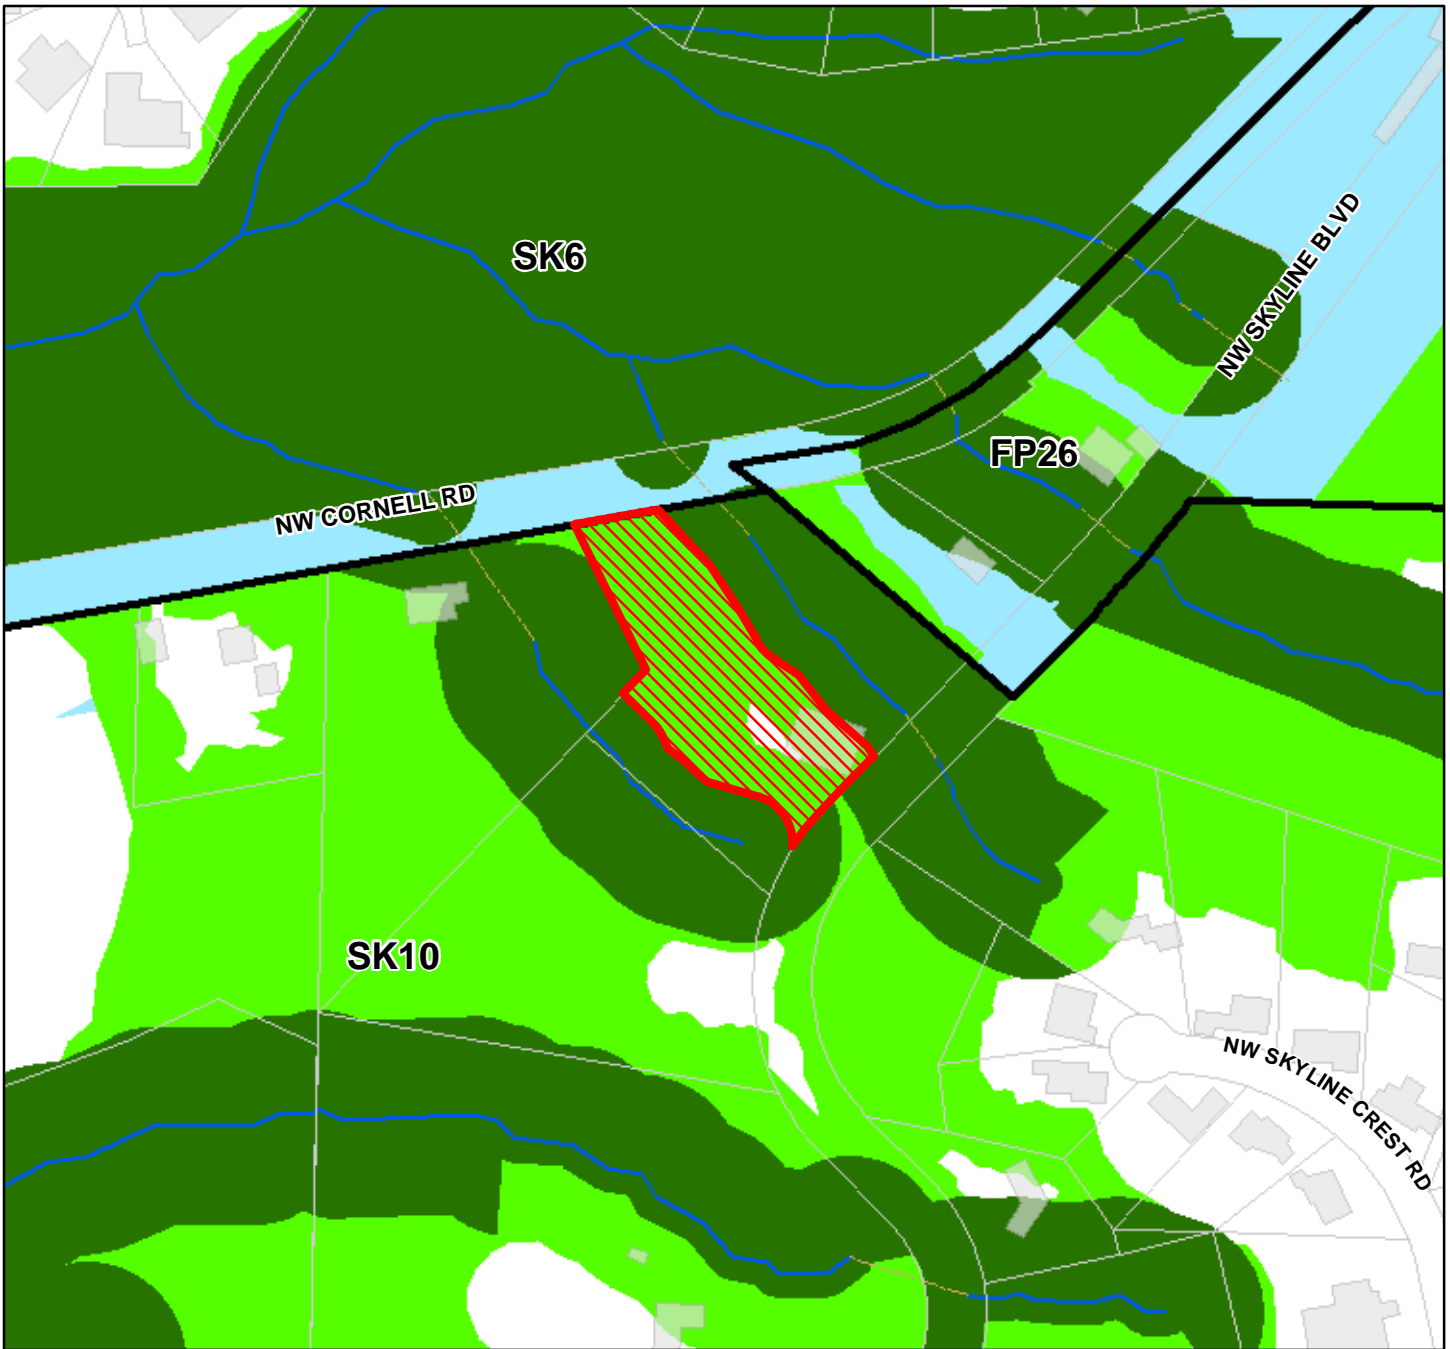 SK6
NW SKYLINE BLVD
FP26
NW CORNELL RD
SK10
NW SKYLINE CREST RD